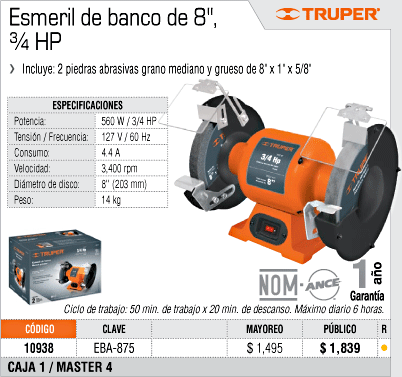 Esmeril de banco de 8",
¾ HP
TRUPER
❯ Incluye: 2 piedras abrasivas grano mediano y grueso de 8" x 1" x 5/8"
ESPECIFICACIONES
Potencia: 560 W / 3/4 HP
Tensión / Frecuencia: 127 V / 60 Hz
Consumo: 4.4 A
Velocidad: 3,400 rpm
Diámetro de disco: 8" (203 mm)
Peso: 14 kg
TRUPER
3/4 Hp
8"
TRUPER
NOM-ANCE
1 año
Garantía
Ciclo de trabajo: 50 min. de trabajo x 20 min. de descanso. Máximo diario 6 horas.
CÓDIGO CLAVE MAYOREO PÚBLICO R
10938 EBA-875 $ 1,495 $ 1,839
CAJA 1 / MASTER 4